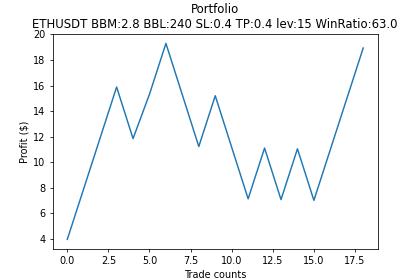 Portfolio
ETHUSDT BBM:2.8 BBL:240 SL:0.4 TP:0.4 lev:15 WinRatio:63.0
20
18
16
14
12
10
8
6
4
Profit ($)
0.0 2.5 5.0 7.5 10.0 12.5 15.0 17.5
Trade counts